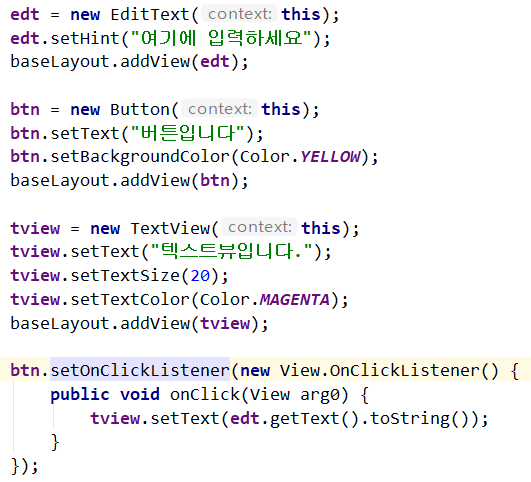 edt = new EditText( context: this);
edt.setHint("여기에 입력하세요");
baseLayout.addView(edt);
btn = new Button( context: this);
btn.setText("버튼입니다");
btn.setBackgroundColor(Color.YELLOW);
baseLayout.addView(btn);
tview = new TextView( context: this);
tview.setText("텍스트뷰입니다.");
tview.setTextSize(20);
tview.setTextColor(Color.MAGENTA);
baseLayout.addView(tview);
btn.setOnClickListener(new View.OnClickListener() {
    public void onClick(View arg0) {
        tview.setText(edt.getText().toString());
    }
});